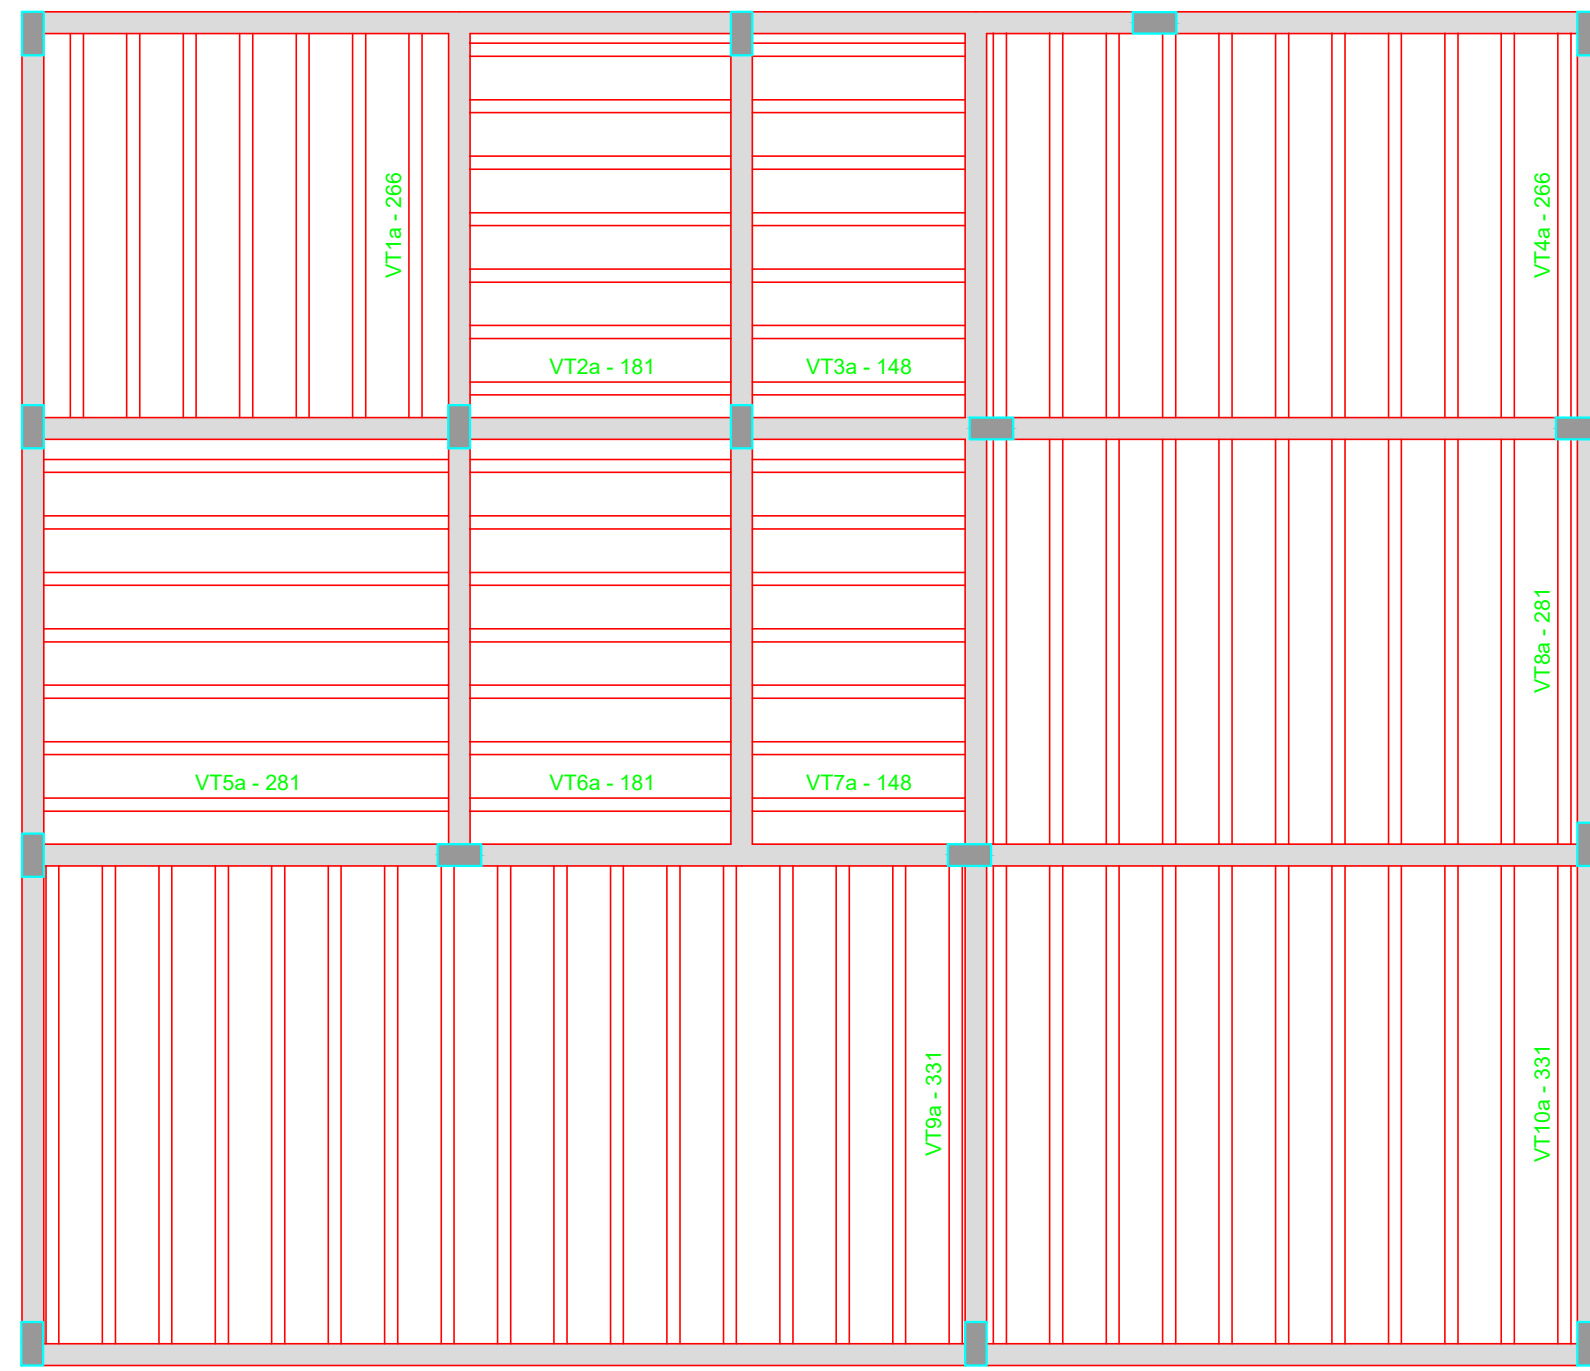 VT1a - 266
VT2a - 181
VT3a - 148
VT4a - 266
VT5a - 281
VT6a - 181
VT7a - 148
VT8a - 281
VT9a - 331
VT10a - 331